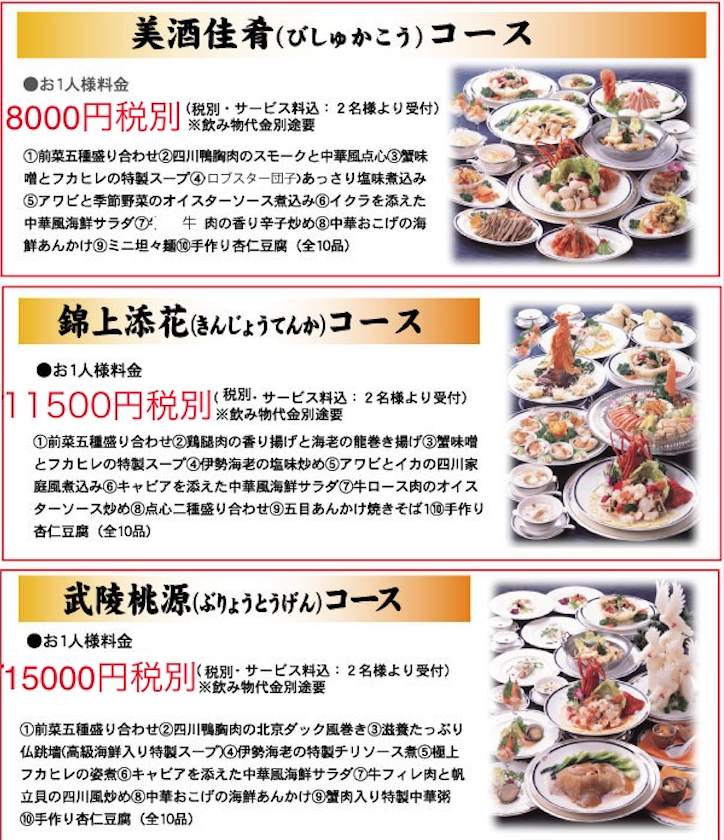 美酒佳肴(びしゅかこう)コース
●お1人様料金
8000円税別(税別・サービス料込：２名様より受付)
※飲み物代金別途要
①前菜五種盛り合わせ②四川鴨胸肉のスモークと中華風点心③蟹味
噌とフカヒレの特製スープ④ロブスター団子)あっさり塩味煮込み
⑤アワビと季節野菜のオイスターソース煮込み⑥イクラを添えた
中華風海鮮サラダ⑦ 牛 肉の香り辛子炒め⑧中華おこげの海
鮮あんかけ⑨ミニ坦々麺⑩手作り杏仁豆腐（全10品）
錦上添花(きんじょうてんか)コース
●お1人様料金
11500円税別(税別・サービス料込：２名様より受付)
※飲み物代金別途要
①前菜五種盛り合わせ②鶏腿肉の香り揚げと海老の龍巻き揚げ③蟹味噌
とフカヒレの特製スープ④伊勢海老の塩味炒め⑤アワビとイカの四川家
庭風煮込み⑥キャビアを添えた中華風海鮮サラダ⑦牛ロース肉のオイス
ターソース炒め⑧点心二種盛り合わせ⑨五目あんかけ焼きそば1⑩手作り
杏仁豆腐（全10品）
武陵桃源(ぶりょうとうげん)コース
●お1人様料金
15000円税別(税別・サービス料込：２名様より受付)
※飲み物代金別途要
①前菜五種盛り合わせ②四川鴨胸肉の北京ダック風巻き③滋養たっぷり
仏跳墻(高級海鮮入り特製スープ)④伊勢海老の特製チリソース煮⑤極上
フカヒレの姿煮⑥キャビアを添えた中華風海鮮サラダ⑦牛フィレ肉と帆
立貝の四川風炒め⑧中華おこげの海鮮あんかけ⑨蟹肉入り特製中華粥
⑩手作り杏仁豆腐（全10品）